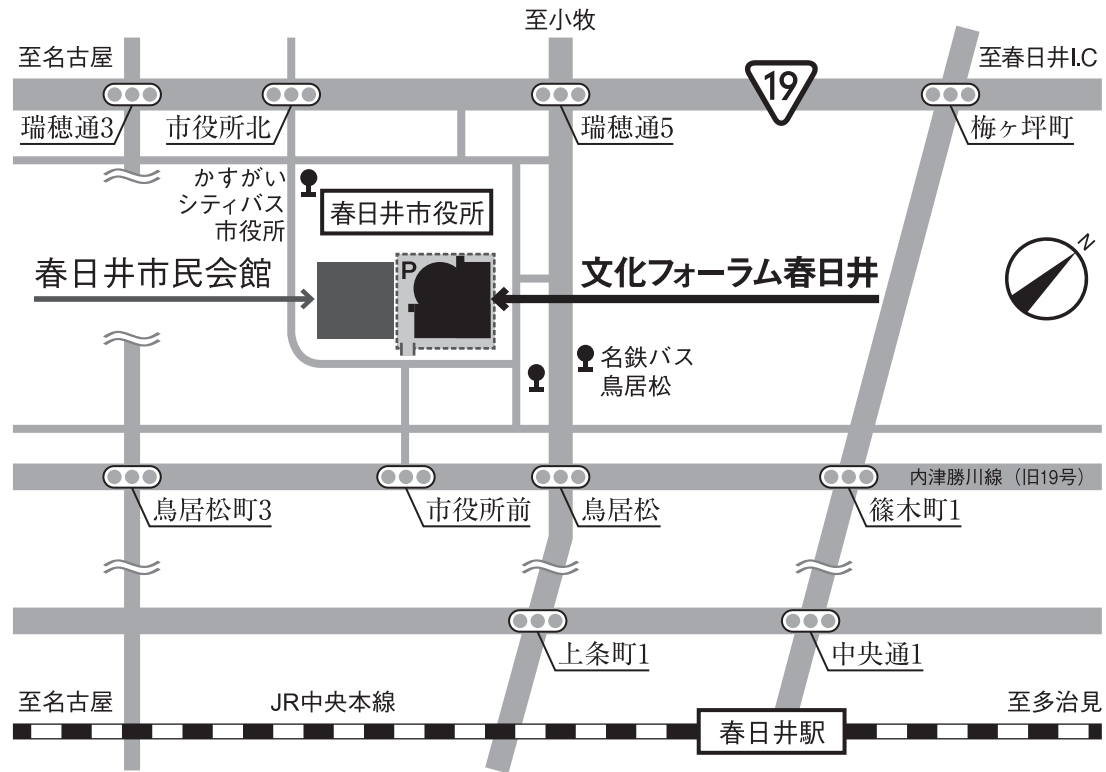 至小牧
至名古屋
至春日井I.C
19
瑞穂通3
市役所北
瑞穂通5
梅ヶ坪町
かすがい
シティバス
市役所
春日井市役所
N
春日井市民会館
P
文化フォーラム春日井
名鉄バス
鳥居松
内津勝川線（旧19号）
鳥居松町3
市役所前
鳥居松
篠木町1
上条町1
中央通1
至名古屋
JR中央本線
至多治見
春日井駅